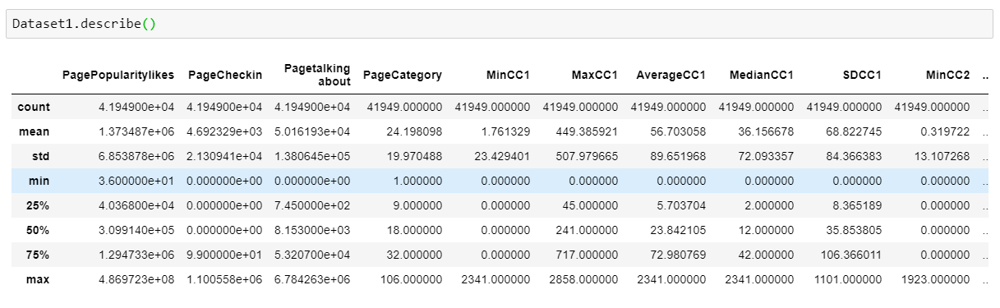 Dataset1.describe()
PagePopularitylikes PageCheckin Pagetalking about PageCategory MinCC1 MaxCC1 AverageCC1 MedianCC1 SDCC1 MinCC2 ..
count 4.194900e+04 4.194900e+04 4.194900e+04 41949.000000 41949.000000 41949.000000 41949.000000 41949.000000 41949.000000 41949.000000 ..
mean 1.373487e+06 4.692329e+03 5.016193e+04 24.198098 1.761329 449.385921 56.703058 36.156678 68.822745 0.319722 ..
std 6.853878e+06 2.130941e+04 1.380645e+05 19.970488 23.429401 507.979665 89.651968 72.093357 84.366383 13.107268 ..
min 3.600000e+01 0.000000e+00 0.000000e+00 1.000000 0.000000 0.000000 0.000000 0.000000 0.000000 0.000000 ..
25% 4.036800e+04 0.000000e+00 7.450000e+02 9.000000 0.000000 45.000000 5.703704 2.000000 8.365189 0.000000 ..
50% 3.099140e+05 0.000000e+00 8.153000e+03 18.000000 0.000000 241.000000 23.842105 12.000000 35.853805 0.000000 ..
75% 1.294733e+06 9.900000e+01 5.320700e+04 32.000000 0.000000 717.000000 72.980769 42.000000 106.366011 0.000000 ..
max 4.869723e+08 1.100558e+06 6.784263e+06 106.000000 2341.000000 2858.000000 2341.000000 2341.000000 1101.000000 1923.000000 ..